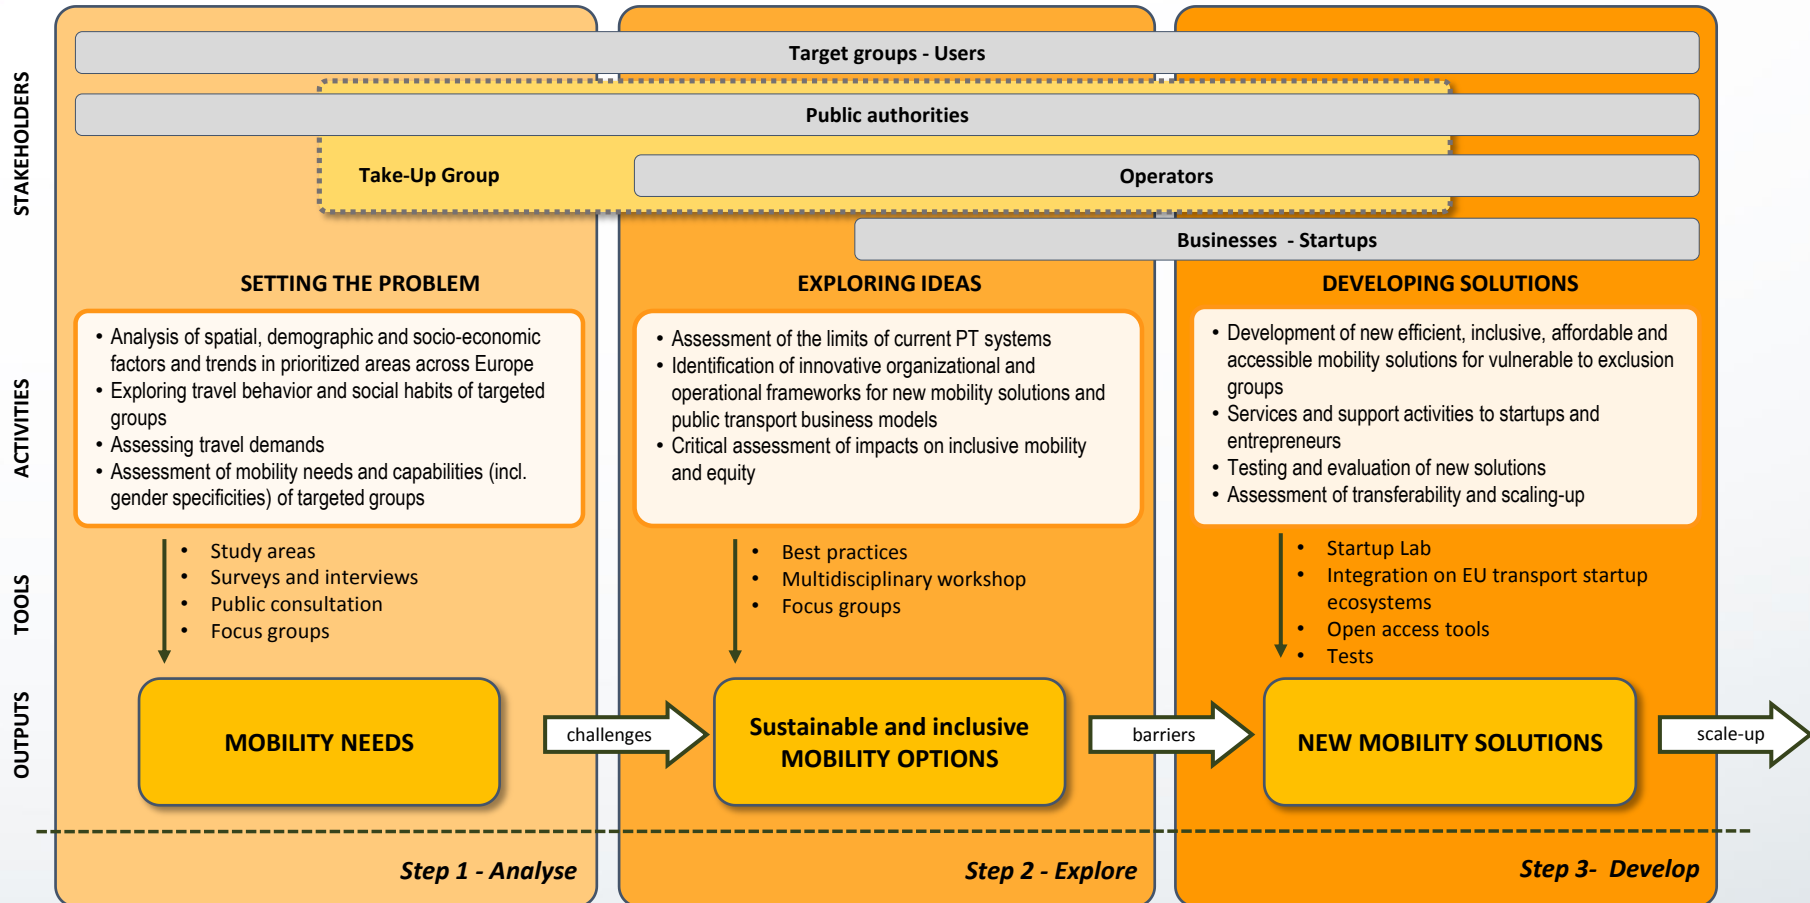 STAKEHOLDERS
Target groups - Users
Public authorities
Take-Up Group
Operators
Businesses - Startups
ACTIVITIES
SETTING THE PROBLEM
• Analysis of spatial, demographic and socio-economic
factors and trends in prioritized areas across Europe
• Exploring travel behavior and social habits of targeted
groups
• Assessing travel demands
• Assessment of mobility needs and capabilities (incl.
gender specificities) of targeted groups
EXPLORING IDEAS
• Assessment of the limits of current PT systems
• Identification of innovative organizational and
operational frameworks for new mobility solutions and
public transport business models
• Critical assessment of impacts on inclusive mobility
and equity
DEVELOPING SOLUTIONS
• Development of new efficient, inclusive, affordable and
accessible mobility solutions for vulnerable to exclusion
groups
• Services and support activities to startups and
entrepreneurs
• Testing and evaluation of new solutions
• Assessment of transferability and scaling-up
TOOLS
• Study areas
• Surveys and interviews
• Public consultation
• Focus groups
• Best practices
• Multidisciplinary workshop
• Focus groups
• Startup Lab
• Integration on EU transport startup
ecosystems
• Open access tools
• Tests
OUTPUTS
MOBILITY NEEDS
challenges
Sustainable and inclusive
MOBILITY OPTIONS
barriers
NEW MOBILITY SOLUTIONS
scale-up
Step 1 - Analyse
Step 2 - Explore
Step 3- Develop